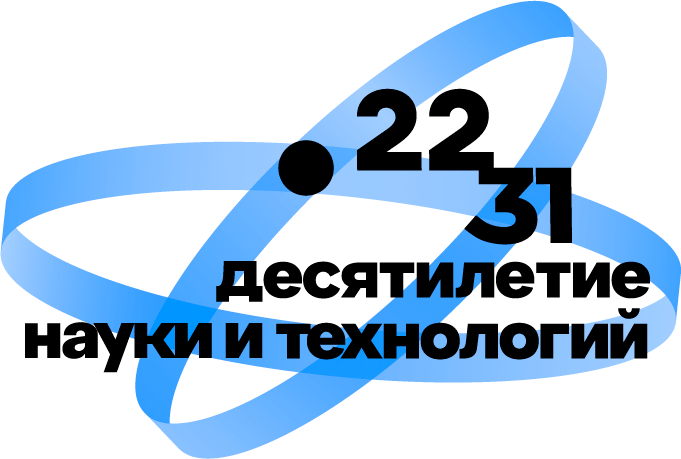 22
31
десятилетие
науки и технологий